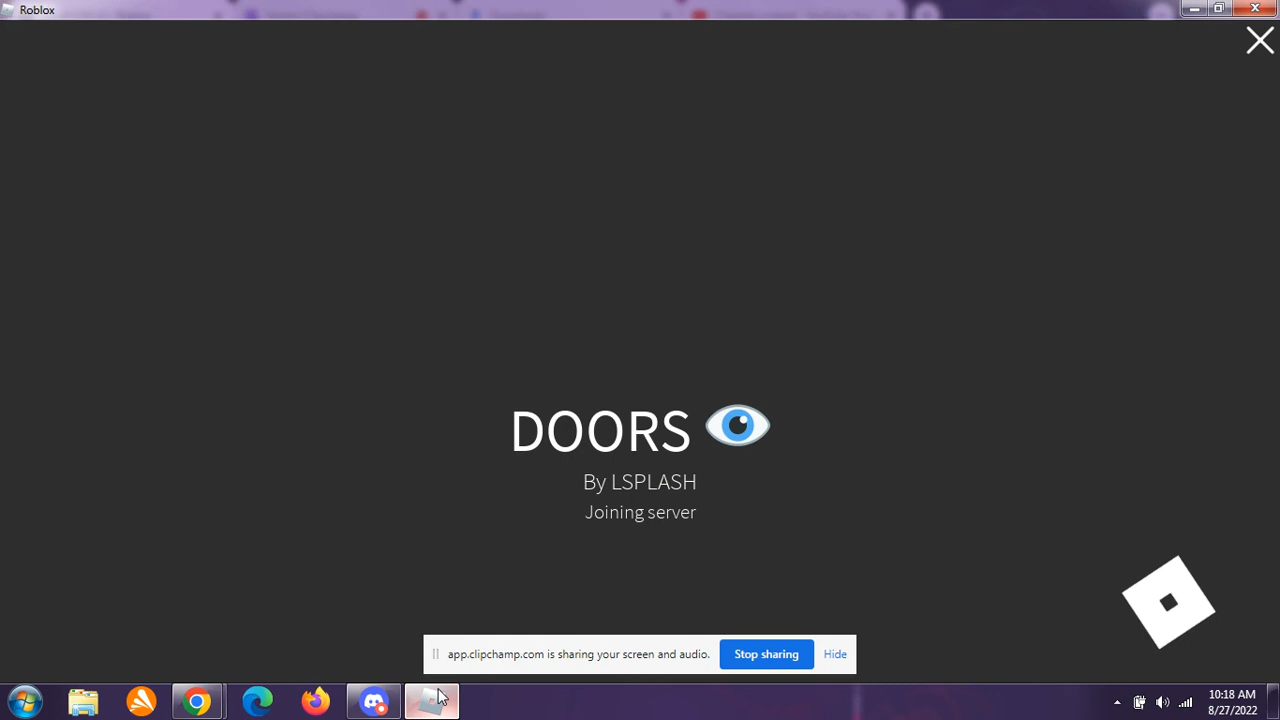 Roblox
DOORS
By LSPLASH
Joining server
app.clipchamp.com is sharing your screen and audio.
Stop sharing
Hide
10:18 AM
8/27/2022